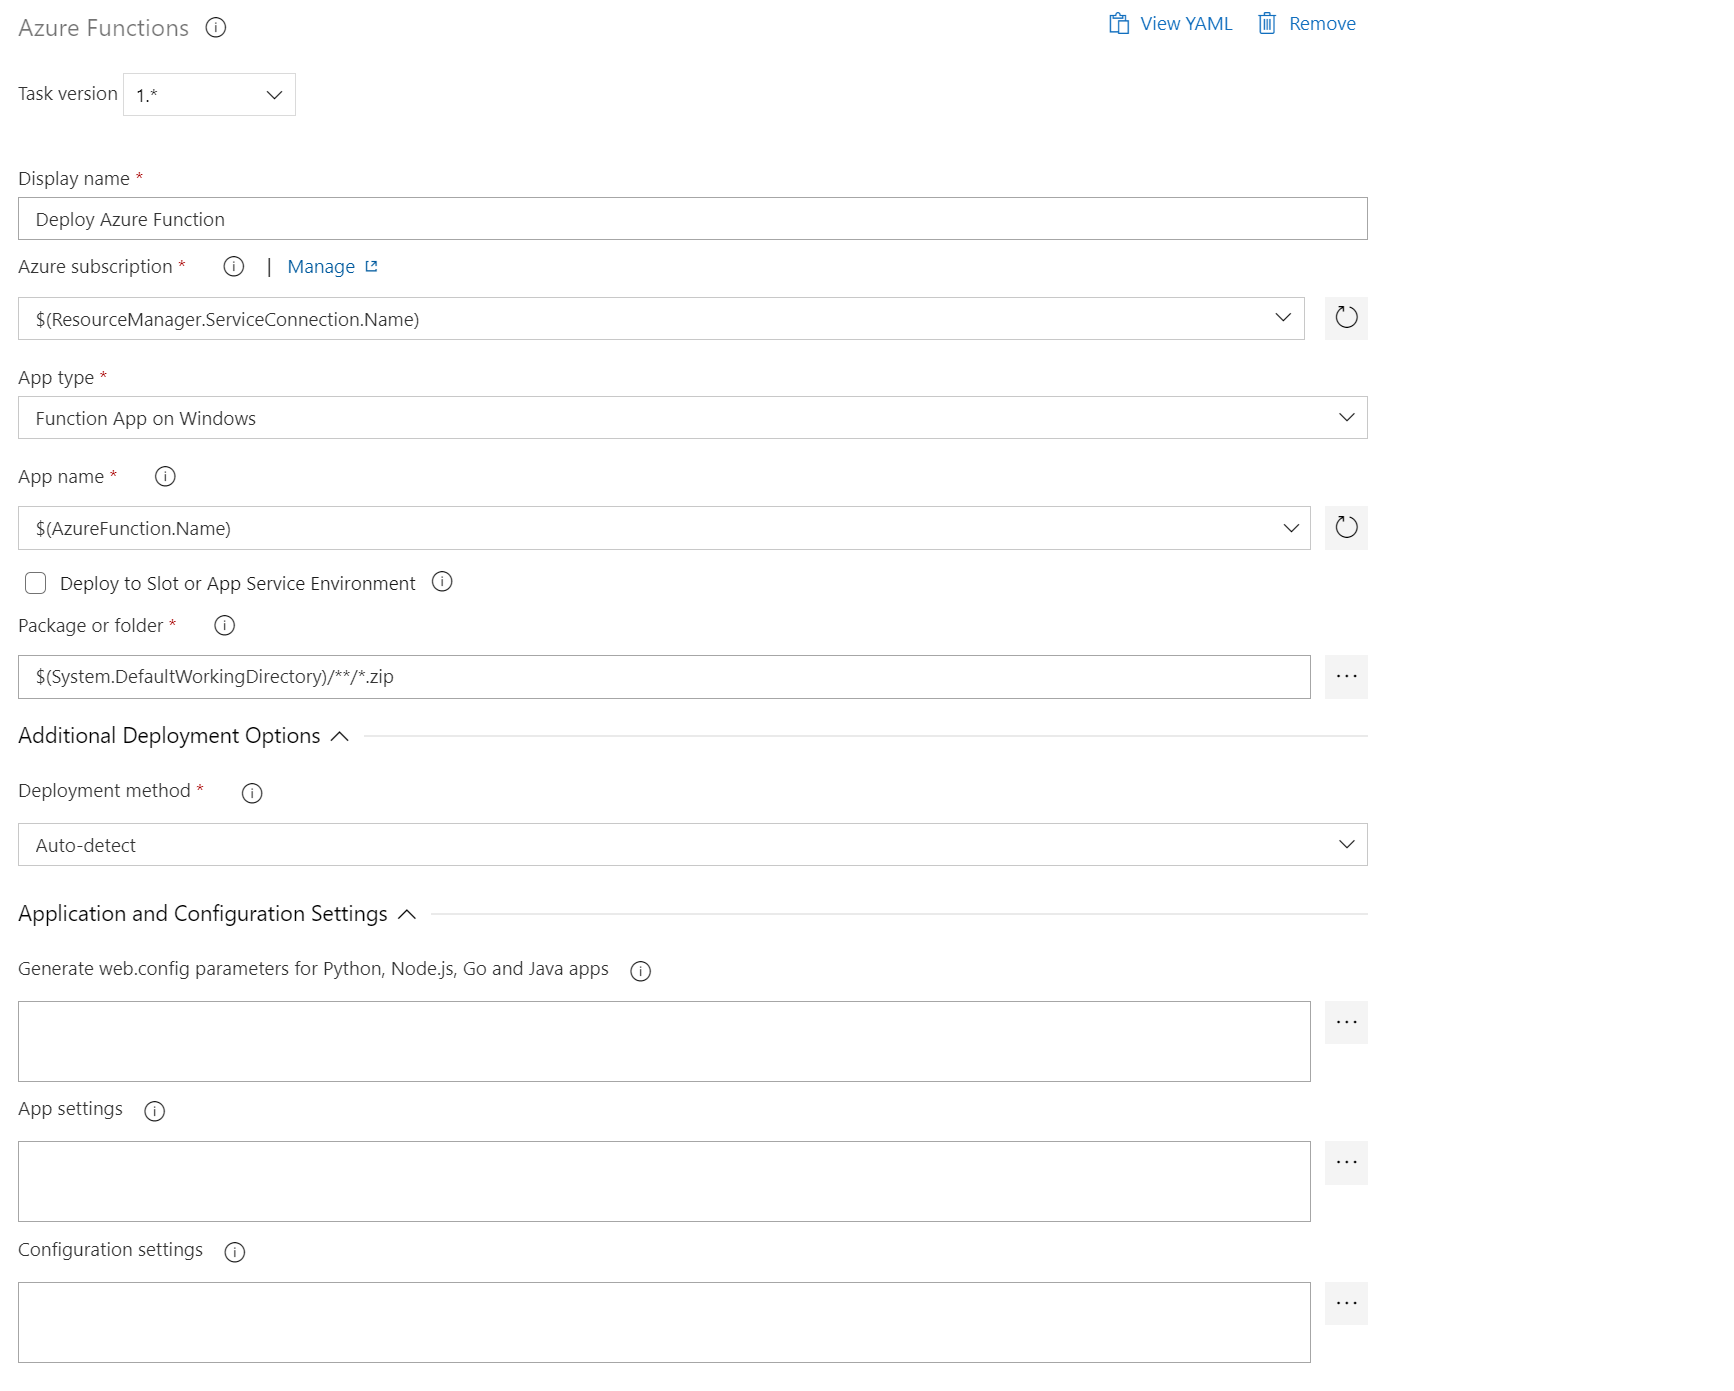 Azure Functions
View YAML
Remove
Task version
1.*
Display name *
Deploy Azure Function
Azure subscription *
| Manage
$(ResourceManager.ServiceConnection.Name)
App type *
Function App on Windows
App name *
$(AzureFunction.Name)
Deploy to Slot or App Service Environment
Package or folder *
$(System.DefaultWorkingDirectory)/**/*.zip
Additional Deployment Options
Deployment method *
Auto-detect
Application and Configuration Settings
Generate web.config parameters for Python, Node.js, Go and Java apps
App settings
Configuration settings